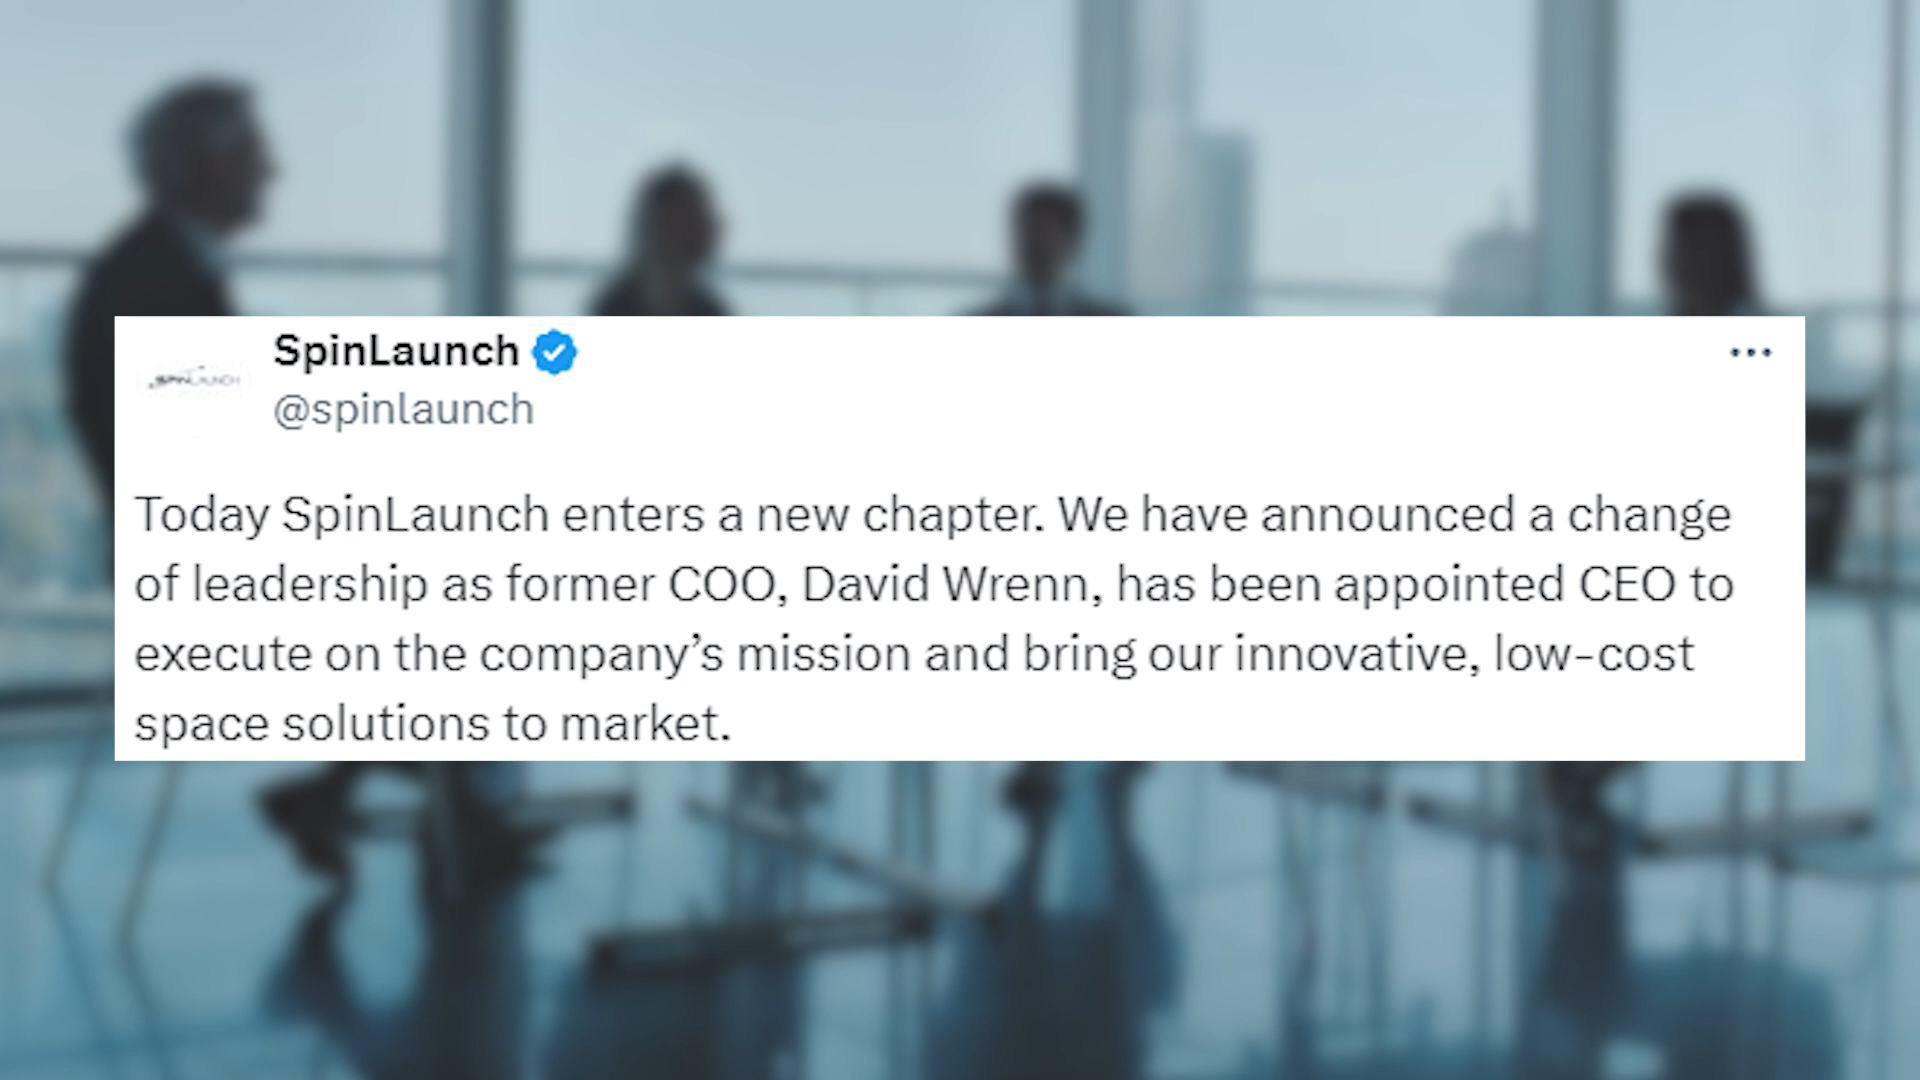 SpinLaunch
@spinlaunch
Today SpinLaunch enters a new chapter. We have announced a change
of leadership as former COO, David Wrenn, has been appointed CEO to
execute on the company’s mission and bring our innovative, low-cost
space solutions to market.